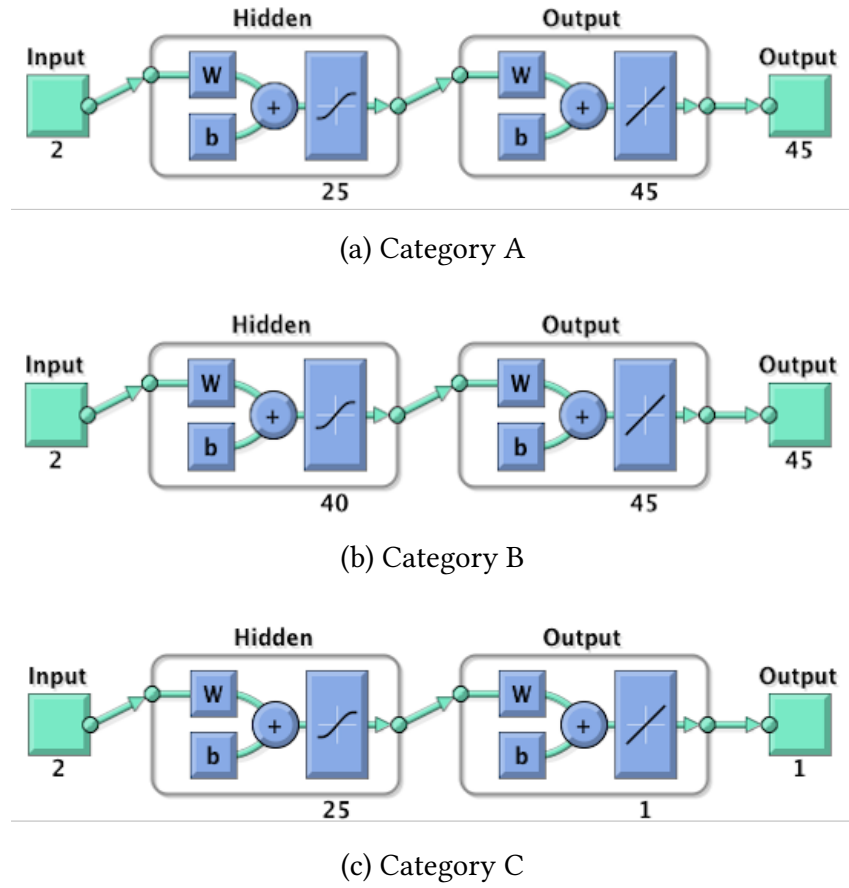 Hidden Output
Input Output
W W
+ +
b b
2 45
25 45
(a) Category A
Hidden Output
Input Output
W W
+ +
b b
2 45
40 45
(b) Category B
Hidden Output
Input Output
W W
+ +
b b
2 1
25 1
(c) Category C